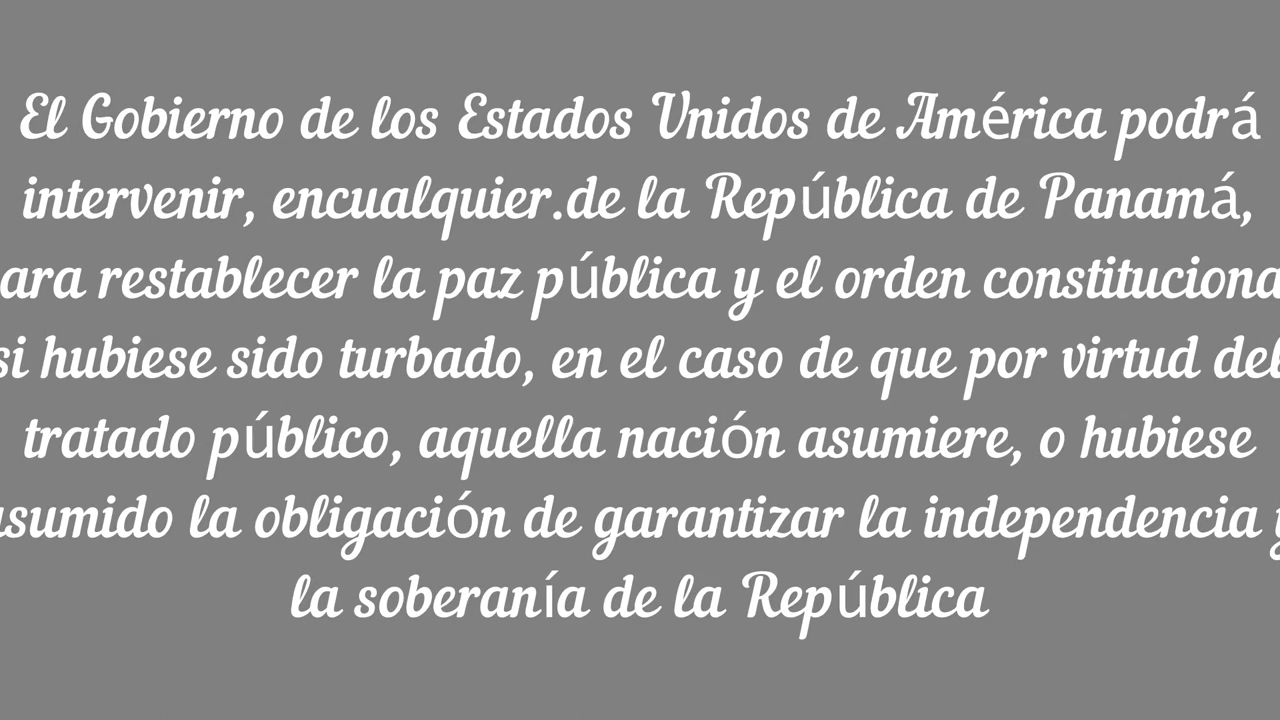 El Gobierno de los Estados Unidos de América podrá
intervenir, encualquier.de la República de Panamá,
ara restablecer la paz pública y el orden constituciona
si hubiese sido turbado, en el caso de que por virtud del
tratado público, aquella nación asumiere, o hubiese
asumido la obligación de garantizar la independencia y
la soberanía de la República